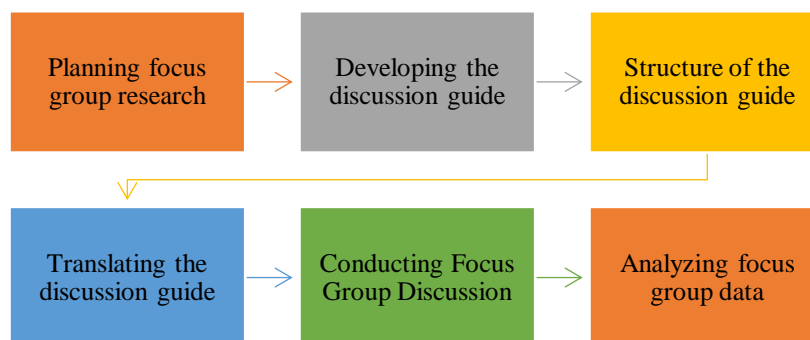 Planning focus
group research
Developing the
discussion guide
Structure of the
discussion guide
Translating the
discussion guide
Conducting Focus
Group Discussion
Analyzing focus
group data